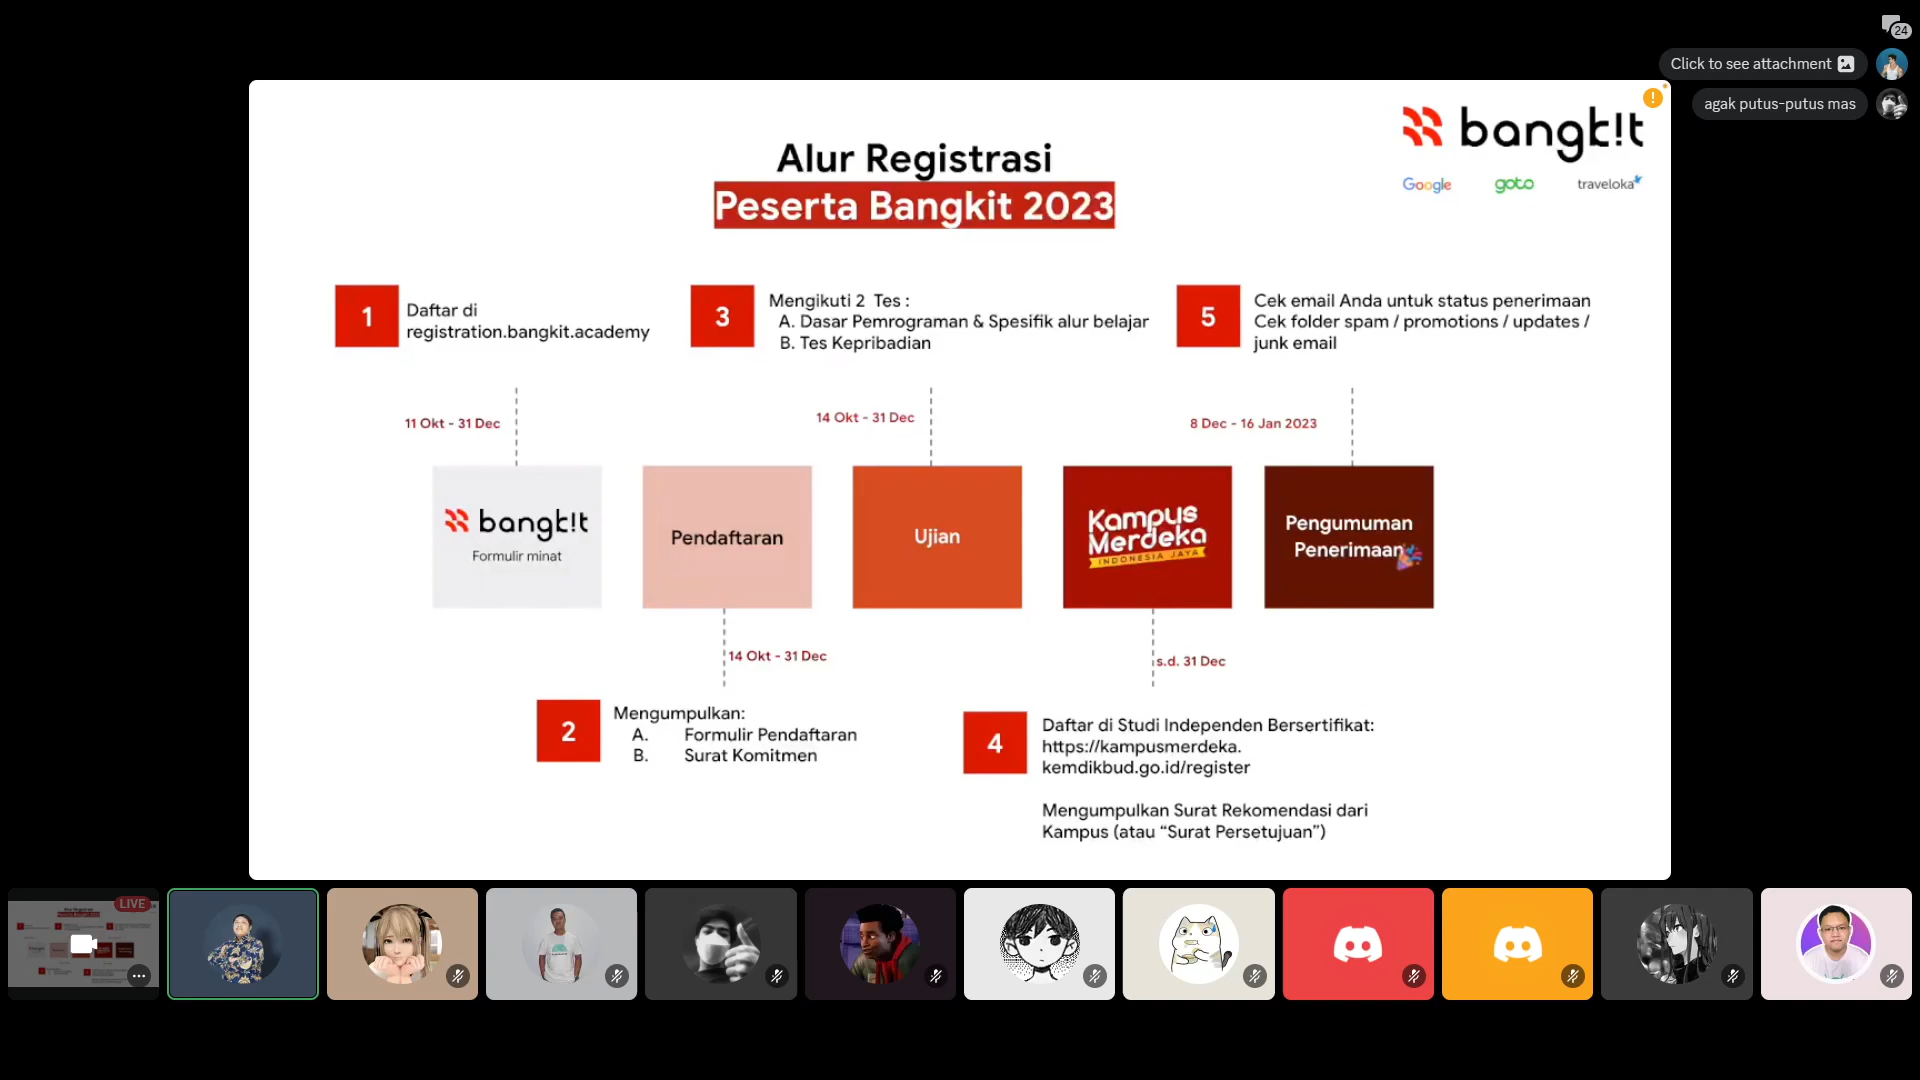 24
Click to see attachment
agak putus-putus mas
bangk!t
Google goto traveloka
Alur Registrasi
Peserta Bangkit 2023
1
Daftar di
registration.bangkit.academy
3
Mengikuti 2 Tes :
A. Dasar Pemrograman & Spesifik alur belajar
B. Tes Kepribadian
5
Cek email Anda untuk status penerimaan
Cek folder spam / promotions / updates /
junk email
11 Okt - 31 Dec
14 Okt - 31 Dec
8 Dec - 16 Jan 2023
bangk!t
Formulir minat
Pendaftaran
Ujian
Kampus
Merdeka
INDONESIA JAYA
Pengumuman
Penerimaan
14 Okt - 31 Dec
s.d. 31 Dec
2
Mengumpulkan:
A. Formulir Pendaftaran
B. Surat Komitmen
4
Daftar di Studi Independen Bersertifikat:
https://kampusmerdeka.
kemdikbud.go.id/register
Mengumpulkan Surat Rekomendasi dari
Kampus (atau “Surat Persetujuan”)
LIVE